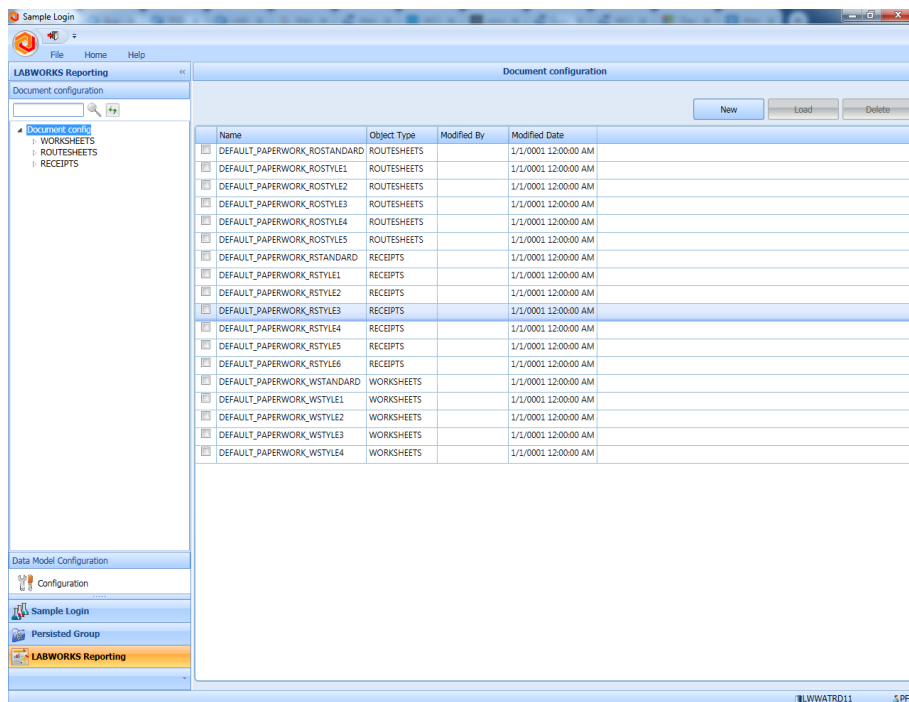 Sample Login
File Home Help
LABWORKS Reporting «
Document configuration
Document configuration
New Load Delete
Document config
WORKSHEETS
ROUTESHEETS
RECEIPTS
Name Object Type Modified By Modified Date
DEFAULT_PAPERWORK_ROSTANDARD ROUTESHEETS 1/1/0001 12:00:00 AM
DEFAULT_PAPERWORK_ROSTYLE1 ROUTESHEETS 1/1/0001 12:00:00 AM
DEFAULT_PAPERWORK_ROSTYLE2 ROUTESHEETS 1/1/0001 12:00:00 AM
DEFAULT_PAPERWORK_ROSTYLE3 ROUTESHEETS 1/1/0001 12:00:00 AM
DEFAULT_PAPERWORK_ROSTYLE4 ROUTESHEETS 1/1/0001 12:00:00 AM
DEFAULT_PAPERWORK_ROSTYLE5 ROUTESHEETS 1/1/0001 12:00:00 AM
DEFAULT_PAPERWORK_RSTANDARD RECEIPTS 1/1/0001 12:00:00 AM
DEFAULT_PAPERWORK_RSTYLE1 RECEIPTS 1/1/0001 12:00:00 AM
DEFAULT_PAPERWORK_RSTYLE2 RECEIPTS 1/1/0001 12:00:00 AM
DEFAULT_PAPERWORK_RSTYLE3 RECEIPTS 1/1/0001 12:00:00 AM
DEFAULT_PAPERWORK_RSTYLE4 RECEIPTS 1/1/0001 12:00:00 AM
DEFAULT_PAPERWORK_RSTYLE5 RECEIPTS 1/1/0001 12:00:00 AM
DEFAULT_PAPERWORK_RSTYLE6 RECEIPTS 1/1/0001 12:00:00 AM
DEFAULT_PAPERWORK_WSTANDARD WORKSHEETS 1/1/0001 12:00:00 AM
DEFAULT_PAPERWORK_WSTYLE1 WORKSHEETS 1/1/0001 12:00:00 AM
DEFAULT_PAPERWORK_WSTYLE2 WORKSHEETS 1/1/0001 12:00:00 AM
DEFAULT_PAPERWORK_WSTYLE3 WORKSHEETS 1/1/0001 12:00:00 AM
DEFAULT_PAPERWORK_WSTYLE4 WORKSHEETS 1/1/0001 12:00:00 AM
Data Model Configuration
Configuration
Sample Login
Persisted Group
LABWORKS Reporting
LWWATRD11